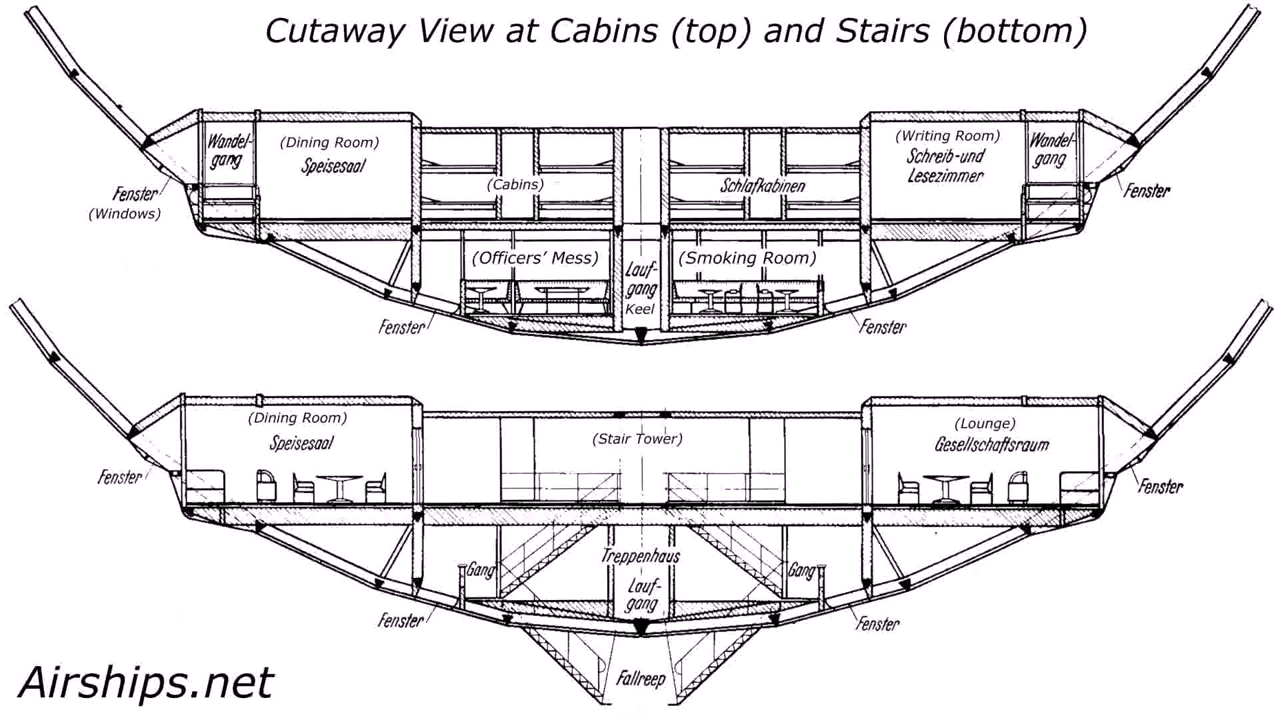 Cutaway View at Cabins (top) and Stairs (bottom)
Wandel-
gang
(Dining Room)
Speisesaal
(Writing Room)
Schreib-und
Lesezimmer
Wandel-
gang
(Cabins)
Schlafkabinen
Fenster
(Windows)
Fenster
(Officers' Mess)
Lauf-
gang
Keel
(Smoking Room)
Fenster
Fenster
(Dining Room)
Speisesaal
(Stair Tower)
(Lounge)
Gesellschaftsraum
Fenster
Fenster
Gang
Treppenhaus
Lauf-
gang
Gang
Fenster
Fenster
Fallreep
Airships.net